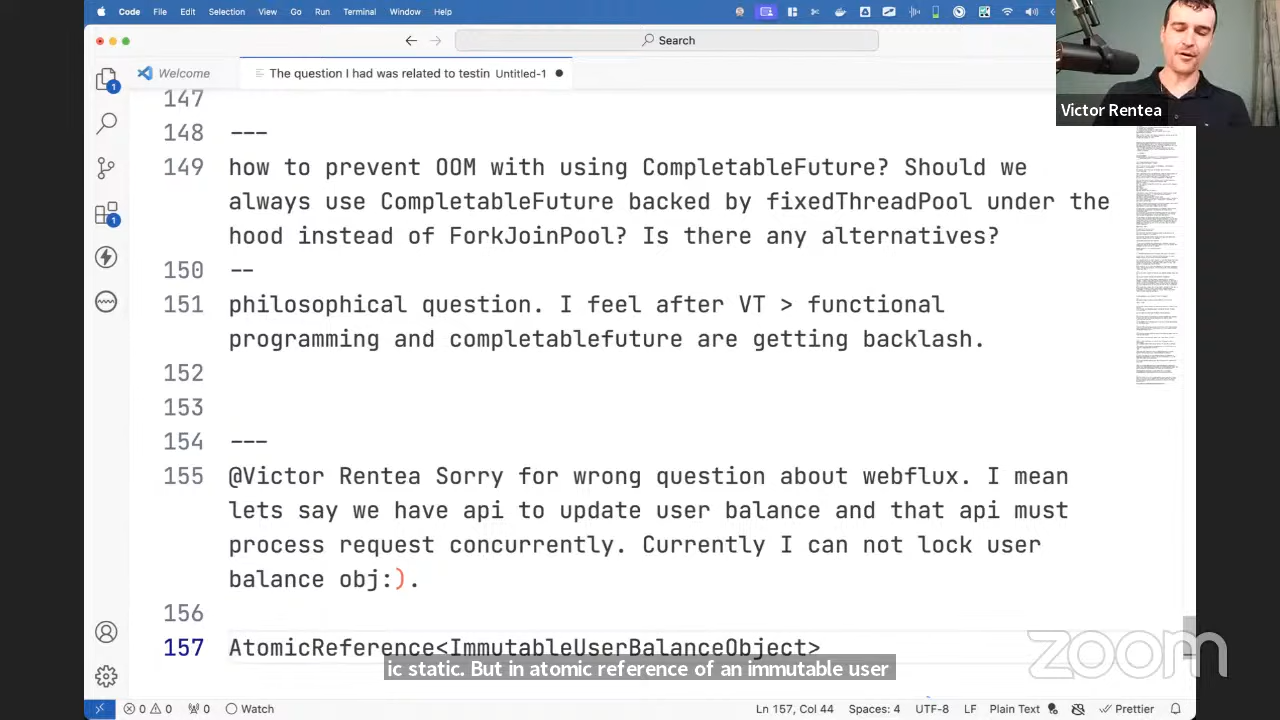 Code File Edit Selection View Go Run Terminal Window Help
Search
Victor Rentea
Welcome
The question I had was related to testin Untitled-1
147
148 ---
149 how to prevent OOM with using CompletableFuture? Should we
always use CompletableFuture backed by fixedThreadPool under the
hood instead of ForkJoinPool? Is there any alternatives?
150 --
151 philosophical question. I feel after VT's functional
programming and CompletableFuture are getting backlash.
152
153
154 ---
155 @Victor Rentea Sorry for wrong question about webflux. I mean
lets say we have api to update user balance and that api must
process request concurrently. Currently I can not lock user
balance obj:).
156
157 AtomicReference<ImmutableUserBalanceObject>
ic static. But in atomic reference of an immutable user
zoom
0 0 0 Watch Ln 157, Col 44 Spaces: 4 UTF-8 LF Plain Text Prettier